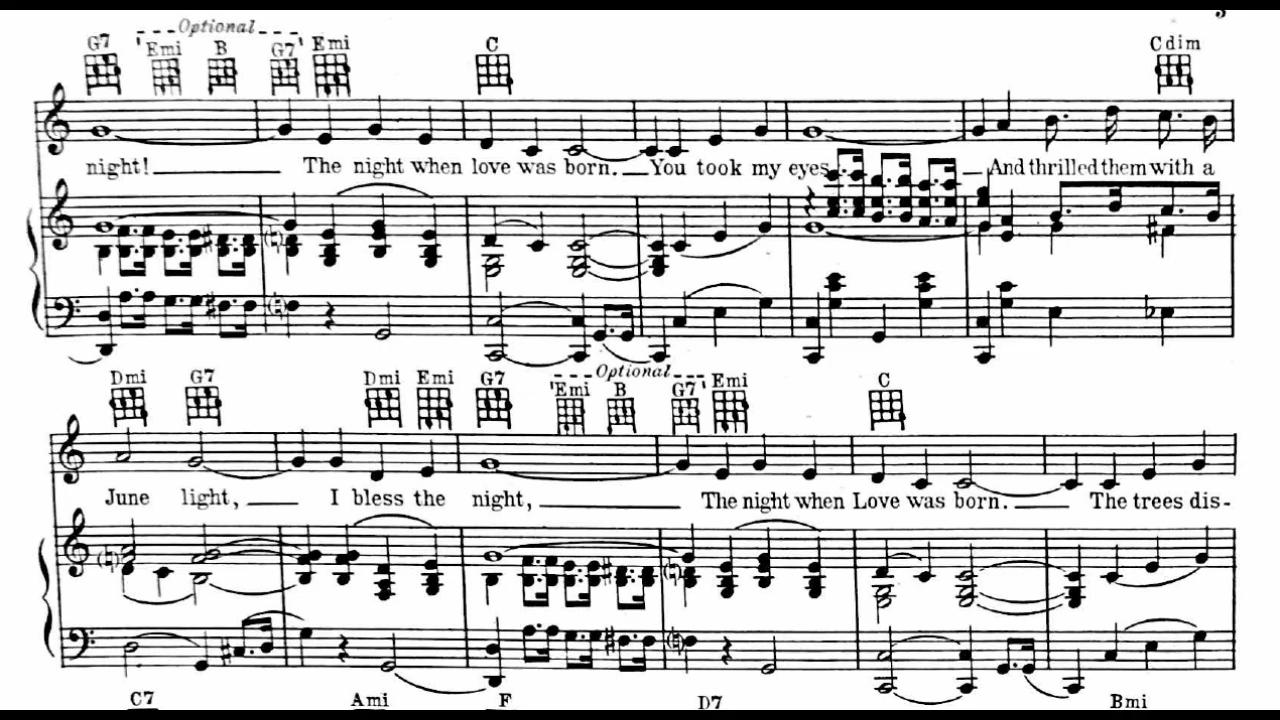 3
Optional
G7 Emi B G7 Emi C Cdim
night! The night when love was born. You took my eyes And thrilled them with a
Dmi G7 Dmi Emi G7 Optional Emi B G7 Emi C
June light, I bless the night, The night when Love was born. The trees dis-
C7 Ami F D7 Bmi